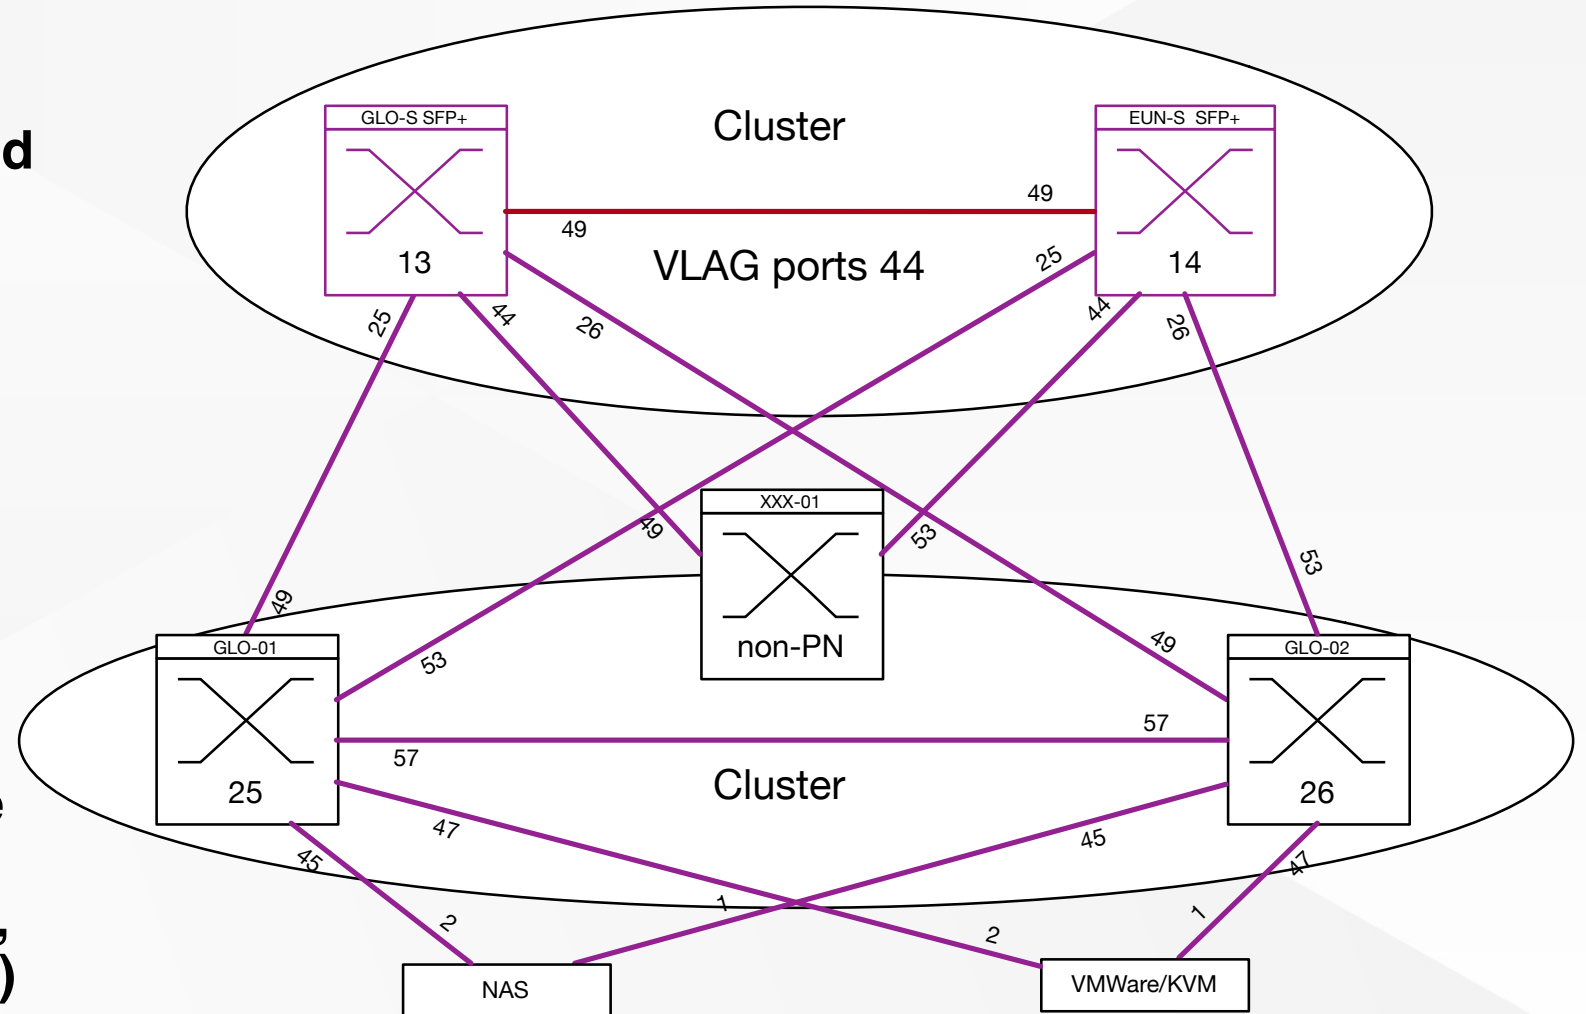 GLO-S SFP+
EUN-S SFP+
Cluster
d
49
49
13
VLAG ports 44
14
25
44
26
25
44
26
XXX-01
49
53
53
non-PN
49
49
GLO-01
53
GLO-02
57
57
25
Cluster
26
e
47
45
45
47
,
2
1
2
1
)
NAS
VMWare/KVM